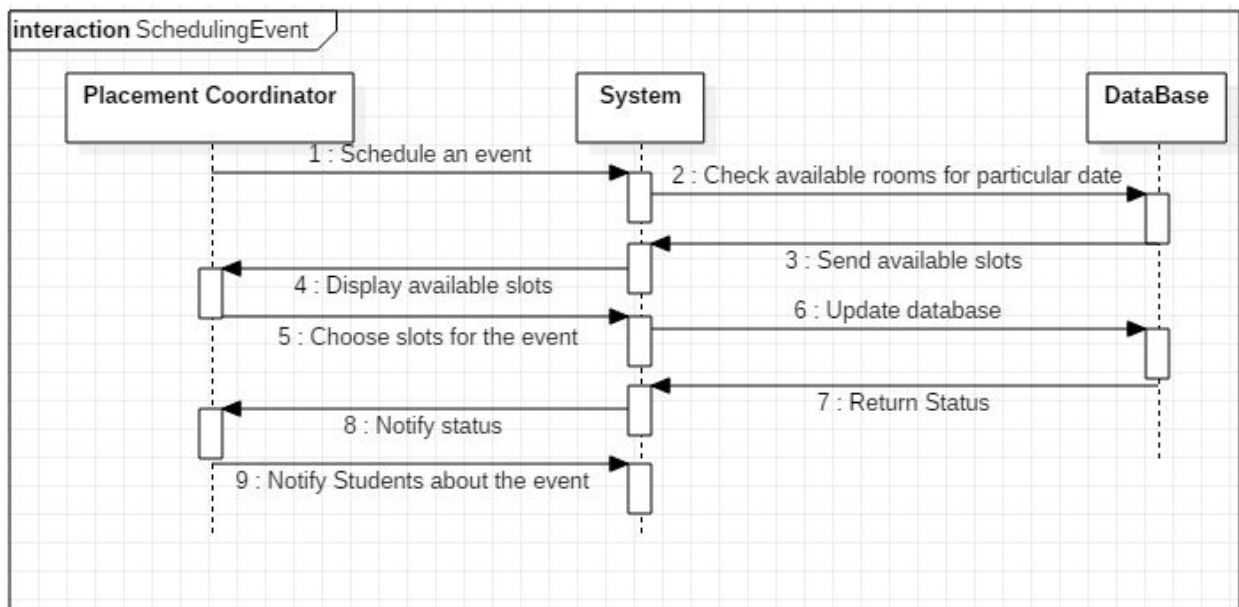 interaction SchedulingEvent
Placement Coordinator
System
DataBase
1 : Schedule an event
2 : Check available rooms for particular date
3 : Send available slots
4 : Display available slots
5 : Choose slots for the event
6 : Update database
7 : Return Status
8 : Notify status
9 : Notify Students about the event